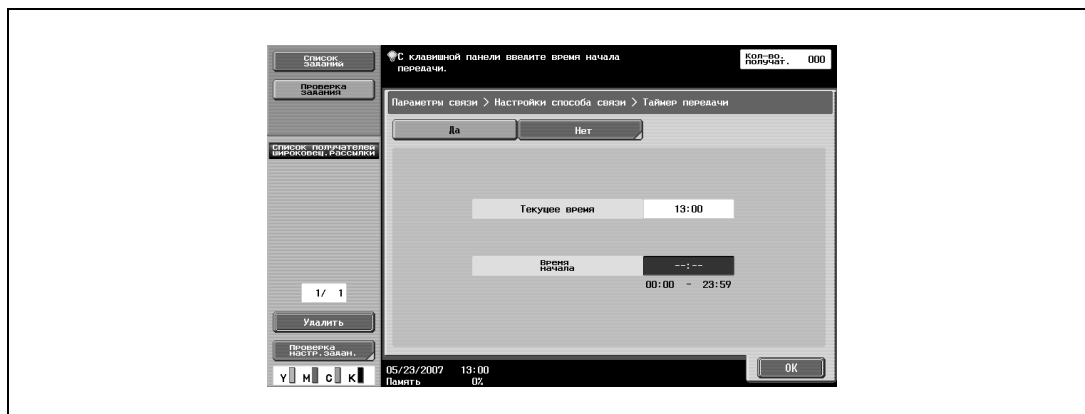 Список
задания
Проверка
задания
Список получателей
широковещ.рассылки
1/ 1
Удалить
Проверка
настр.задан.
Y M C K
С клавишной панели введите время начала
передачи.
Кол-во.
получат. 000
Параметры связи > Настройки способа связи > Таймер передачи
Да Нет
Текущее время 13:00
Время
начала --:--
00:00 - 23:59
05/23/2007 13:00
Память 0%
OK